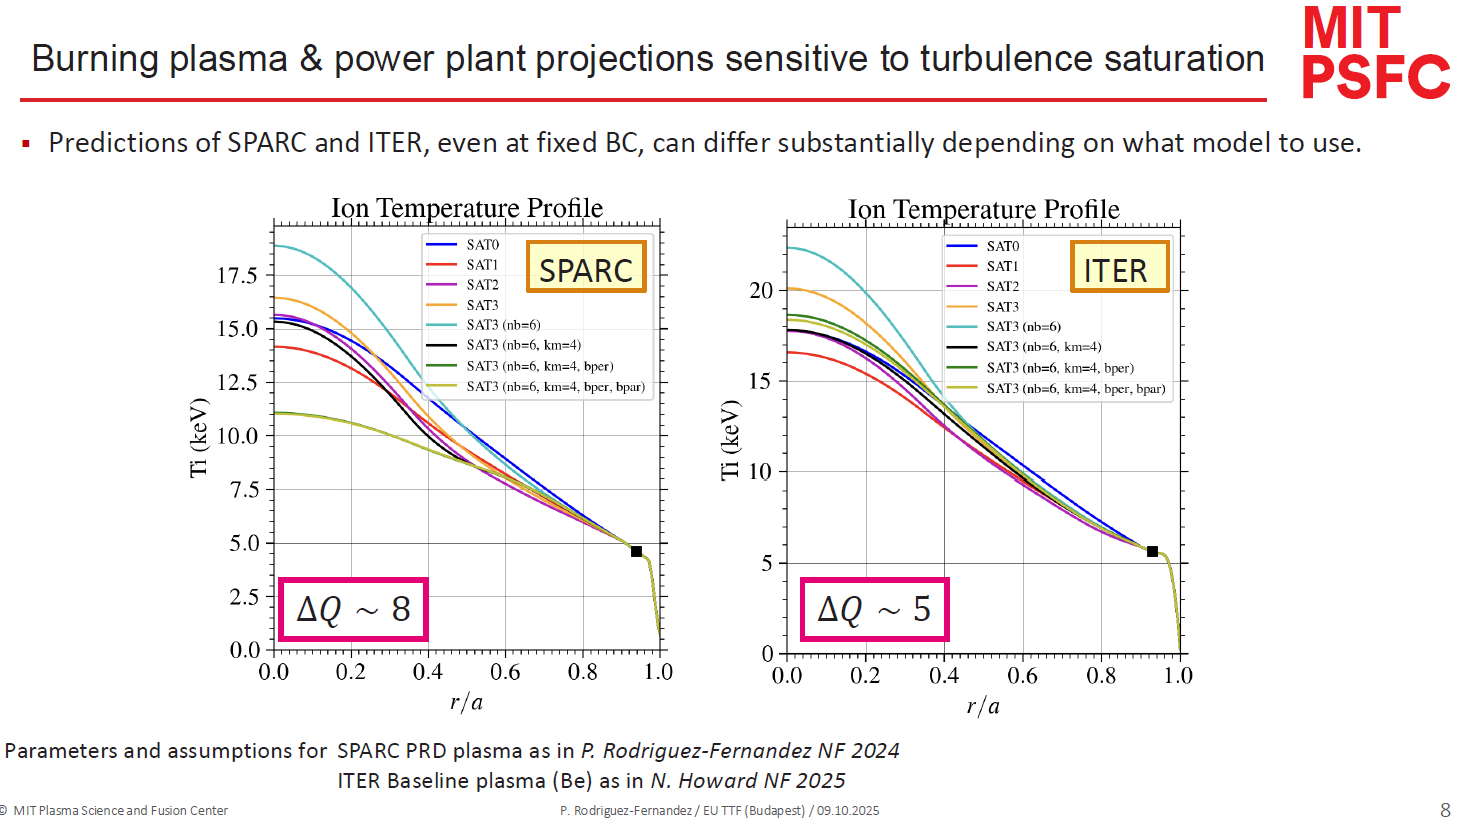 Burning plasma & power plant projections sensitive to turbulence saturation
MIT
PSFC
▪ Predictions of SPARC and ITER, even at fixed BC, can differ substantially depending on what model to use.
Ion Temperature Profile
SAT0
SAT1
SAT2
SAT3
SAT3 (nb=6)
SAT3 (nb=6, km=4)
SAT3 (nb=6, km=4, bper)
SAT3 (nb=6, km=4, bper, bpar)
SPARC
17.5
15.0
12.5
10.0
7.5
5.0
2.5
0.0
Ti (keV)
ΔQ ~ 8
0.0 0.2 0.4 0.6 0.8 1.0
r/a
Ion Temperature Profile
SAT0
SAT1
SAT2
SAT3
SAT3 (nb=6)
SAT3 (nb=6, km=4)
SAT3 (nb=6, km=4, bper)
SAT3 (nb=6, km=4, bper, bpar)
ITER
20
15
10
5
0
Ti (keV)
ΔQ ~ 5
0.0 0.2 0.4 0.6 0.8 1.0
r/a
Parameters and assumptions for SPARC PRD plasma as in P. Rodriguez-Fernandez NF 2024
ITER Baseline plasma (Be) as in N. Howard NF 2025
© MIT Plasma Science and Fusion Center
P. Rodriguez-Fernandez / EU TTF (Budapest) / 09.10.2025
8